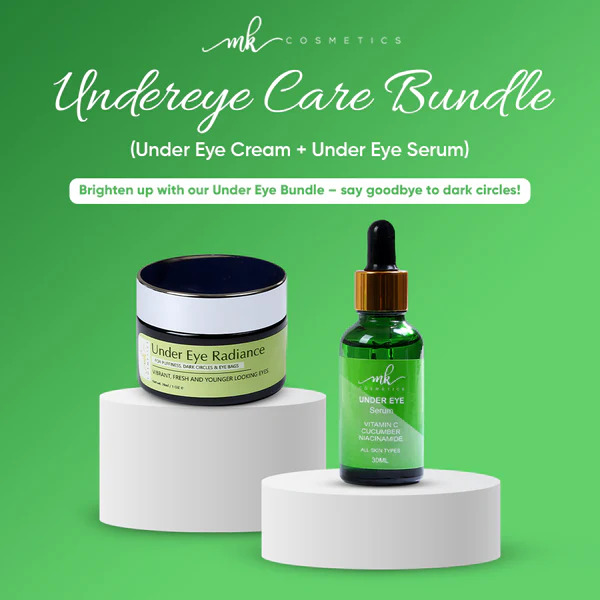 mk COSMETICS
Undereye Care Bundle
(Under Eye Cream + Under Eye Serum)
Brighten up with our Under Eye Bundle – say goodbye to dark circles!
Under Eye Radiance
FOR PUFFINESS, DARK CIRCLES & EYE BAGS
VIBRANT, FRESH AND YOUNGER LOOKING EYES
mk
COSMETICS
UNDER EYE
Serum
VITAMIN C
CUCUMBER
NIACINAMIDE
ALL SKIN TYPES
30ML